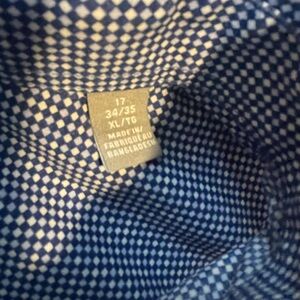 17
34/35
XL/TG
MADE IN/
FABRIQUÉ AU
BANGLADESH